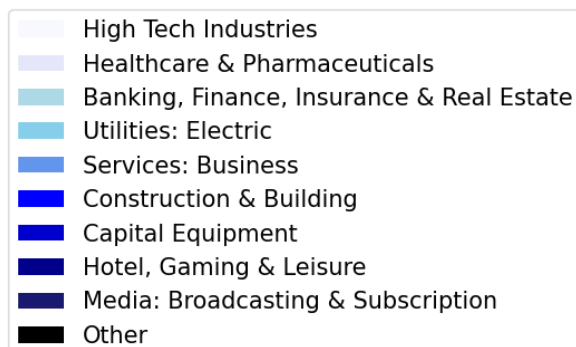 High Tech Industries
Healthcare & Pharmaceuticals
Banking, Finance, Insurance & Real Estate
Utilities: Electric
Services: Business
Construction & Building
Capital Equipment
Hotel, Gaming & Leisure
Media: Broadcasting & Subscription
Other